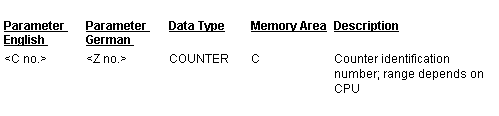 Parameter Parameter Data Type Memory Area Description
English German
<C no.> <Z no.> COUNTER C Counter identification
number; range depends on
CPU